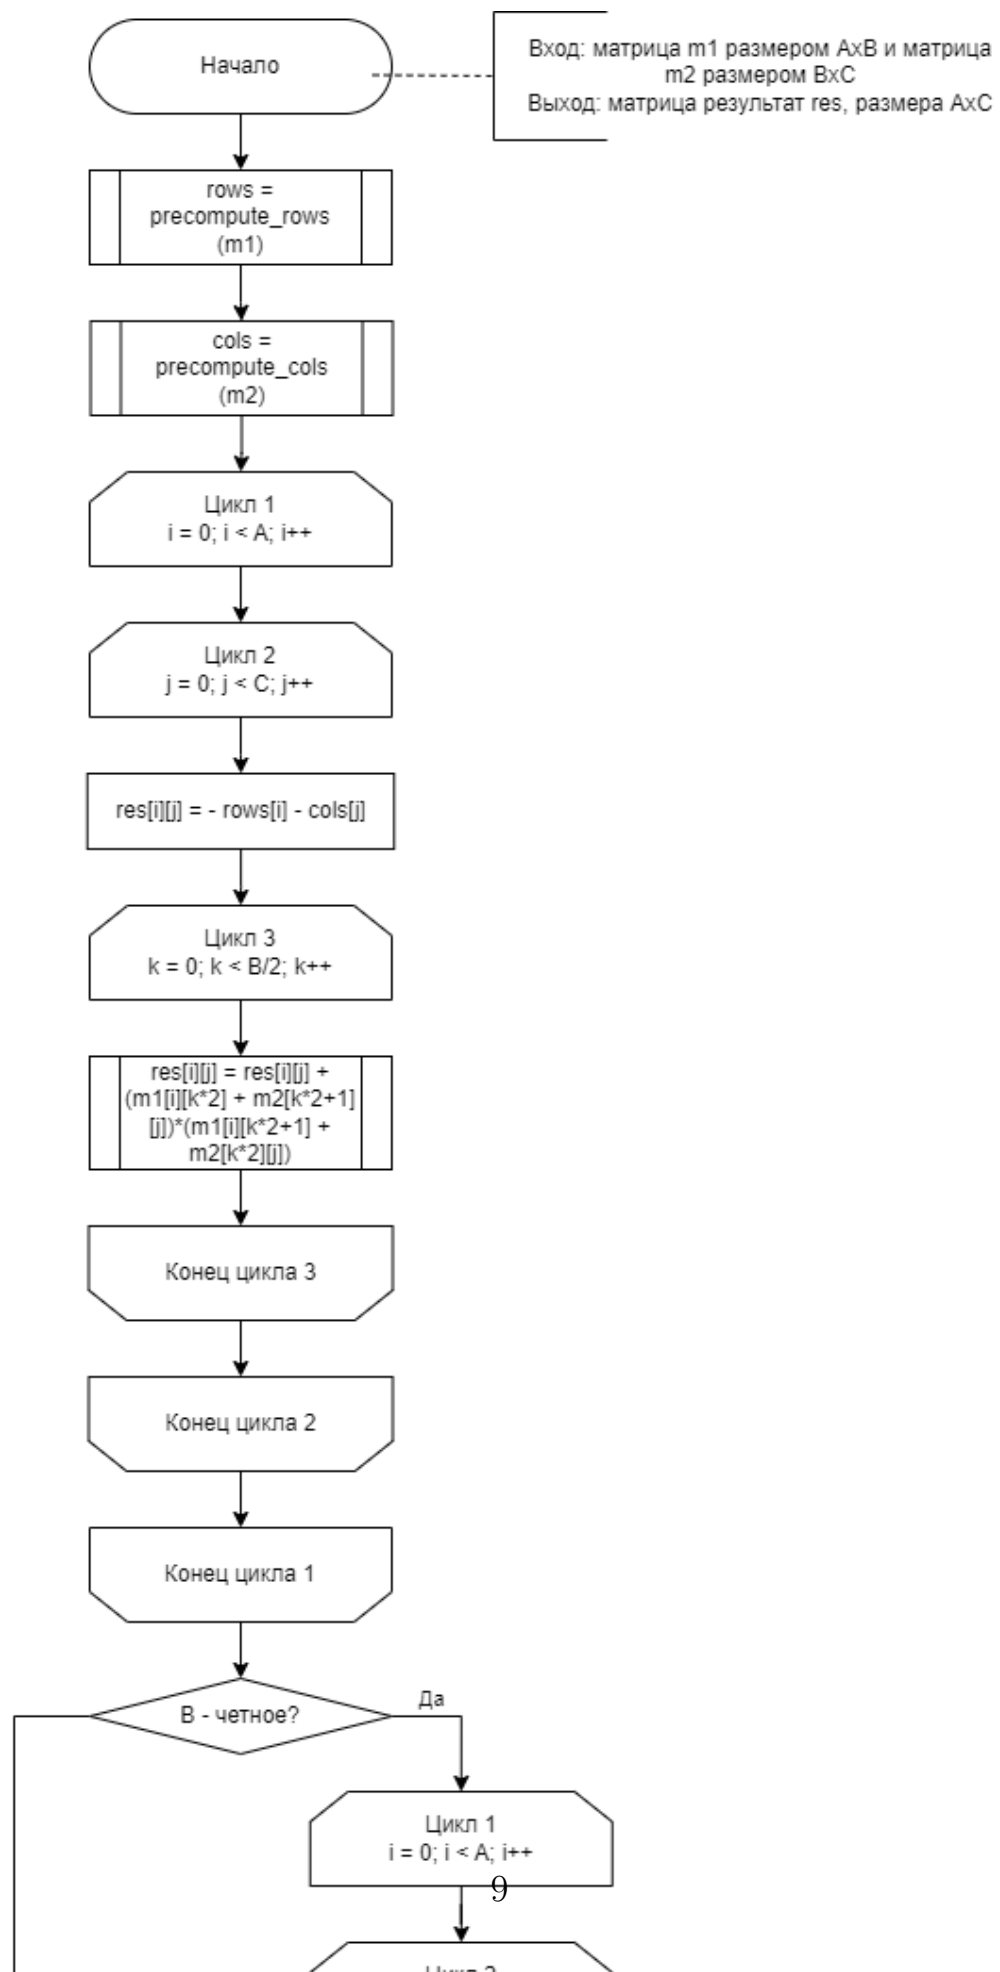 Начало
Вход: матрица m1 размером AxB и матрица
m2 размером BxC
Выход: матрица результат res, размера AxC
rows =
precompute_rows
(m1)
cols =
precompute_cols
(m2)
Цикл 1
i = 0; i < A; i++
Цикл 2
j = 0; j < C; j++
res[i][j] = - rows[i] - cols[j]
Цикл 3
k = 0; k < B/2; k++
res[i][j] = res[i][j] +
(m1[i][k*2] + m2[k*2+1]
[j])*(m1[i][k*2+1] +
m2[k*2][j])
Конец цикла 3
Конец цикла 2
Конец цикла 1
B - четное?
Да
Цикл 1
i = 0; i < A; i++
9